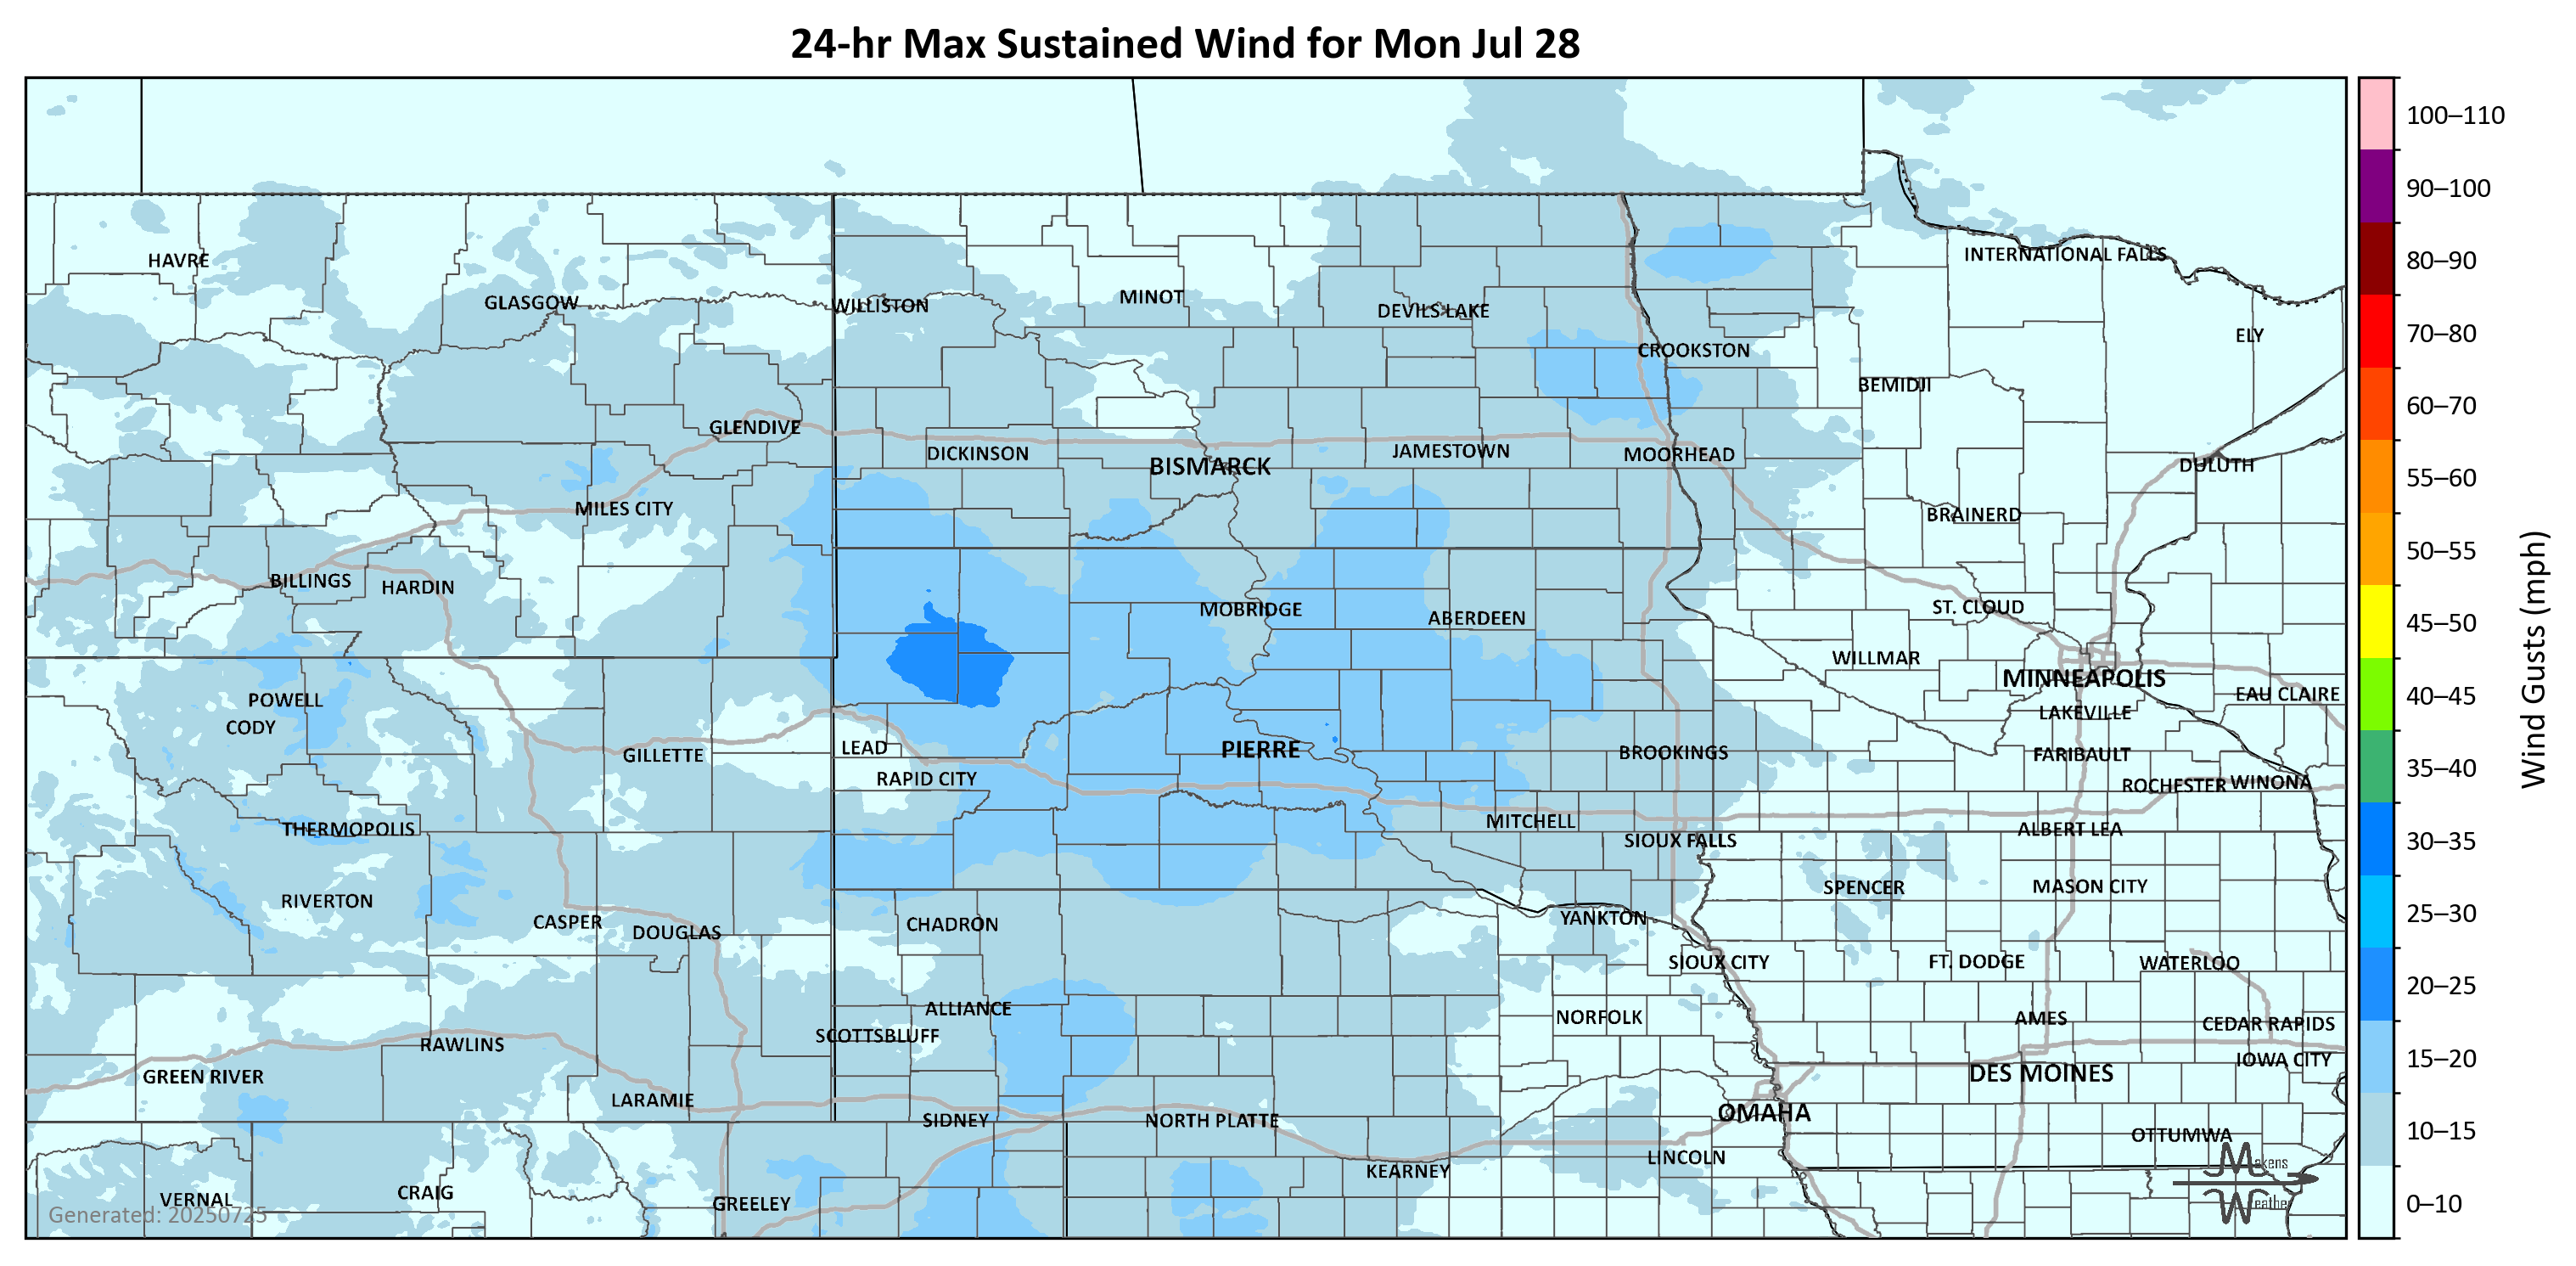 24-hr Max Sustained Wind for Mon Jul 28
100–110
90–100
80–90
70–80
60–70
55–60
50–55
45–50
40–45
35–40
30–35
25–30
20–25
15–20
10–15
0–10
Wind Gusts (mph)
HAVRE
GLASGOW
WILLISTON
MINOT
DEVILS LAKE
INTERNATIONAL FALLS
ELY
CROOKSTON
BEMIDJI
GLENDIVE
DICKINSON
BISMARCK
JAMESTOWN
MOORHEAD
DULUTH
MILES CITY
BRAINERD
BILLINGS
HARDIN
MOBRIDGE
ABERDEEN
ST. CLOUD
WILLMAR
MINNEAPOLIS
EAU CLAIRE
POWELL
CODY
LAKEVILLE
GILLETTE
LEAD
PIERRE
BROOKINGS
FARIBAULT
RAPID CITY
ROCHESTER
WINONA
THERMOPOLIS
MITCHELL
SIOUX FALLS
ALBERT LEA
RIVERTON
CASPER
DOUGLAS
CHADRON
YANKTON
SPENCER
MASON CITY
SIOUX CITY
FT. DODGE
WATERLOO
ALLIANCE
SCOTTSBLUFF
NORFOLK
AMES
CEDAR RAPIDS
RAWLINS
IOWA CITY
GREEN RIVER
DES MOINES
LARAMIE
SIDNEY
NORTH PLATTE
OMAHA
OTTUMWA
KEARNEY
LINCOLN
VERNAL
CRAIG
GREELEY
Generated: 20250725
Makens
Weather